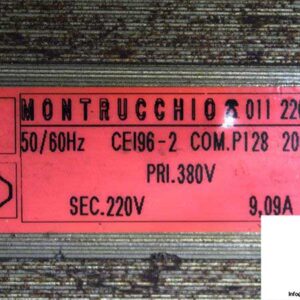 MONTRUCCHIO ☎ 011 220
50/60Hz CEI96-2 COM.P128 20
PRI.380V
SEC.220V 9,09A